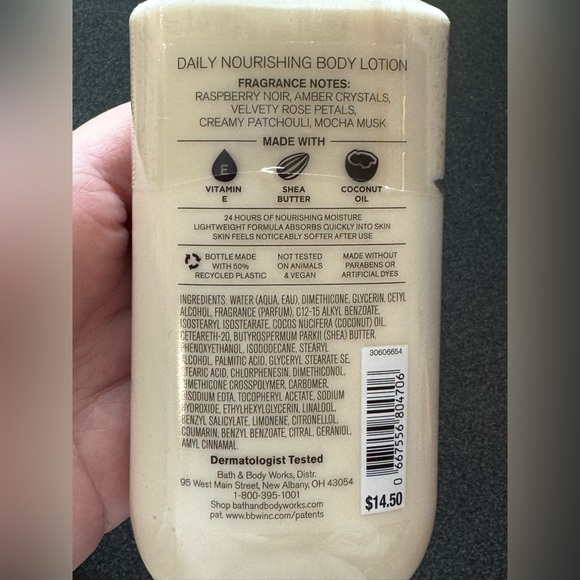 DAILY NOURISHING BODY LOTION
FRAGRANCE NOTES:
RASPBERRY NOIR, AMBER CRYSTALS,
VELVETY ROSE PETALS,
CREAMY PATCHOULI, MOCHA MUSK
MADE WITH
E
VITAMIN
E
SHEA
BUTTER
COCONUT
OIL
24 HOURS OF NOURISHING MOISTURE
LIGHTWEIGHT FORMULA ABSORBS QUICKLY INTO SKIN
SKIN FEELS NOTICEABLY SOFTER AFTER USE
BOTTLE MADE
WITH 50%
RECYCLED PLASTIC
NOT TESTED
ON ANIMALS
& VEGAN
MADE WITHOUT
PARABENS OR
ARTIFICIAL DYES
INGREDIENTS: WATER (AQUA, EAU), DIMETHICONE, GLYCERIN, CETYL
ALCOHOL, FRAGRANCE (PARFUM), C12-15 ALKYL BENZOATE,
ISOSTEARYL ISOSTEARATE, COCOS NUCIFERA (COCONUT) OIL,
CETEARETH-20, BUTYROSPERMUM PARKII (SHEA) BUTTER,
PHENOXYETHANOL, ISODODECANE, STEARYL
ALCOHOL, PALMITIC ACID, GLYCERYL STEARATE SE,
STEARIC ACID, CHLORPHENESIN, DIMETHICONOL,
DIMETHICONE CROSSPOLYMER, CARBOMER,
DISODIUM EDTA, TOCOPHERYL ACETATE, SODIUM
HYDROXIDE, ETHYLHEXYLGLYCERIN, LINALOOL,
BENZYL SALICYLATE, LIMONENE, CITRONELLOL,
COUMARIN, BENZYL BENZOATE, CITRAL, GERANIOL,
AMYL CINNAMAL.
Dermatologist Tested
Bath & Body Works, Distr.
95 West Main Street, New Albany, OH 43054
1-800-395-1001
Shop bathandbodyworks.com
pat. www.bbwinc.com/patents
30606654
0 667556 804706
$14.50